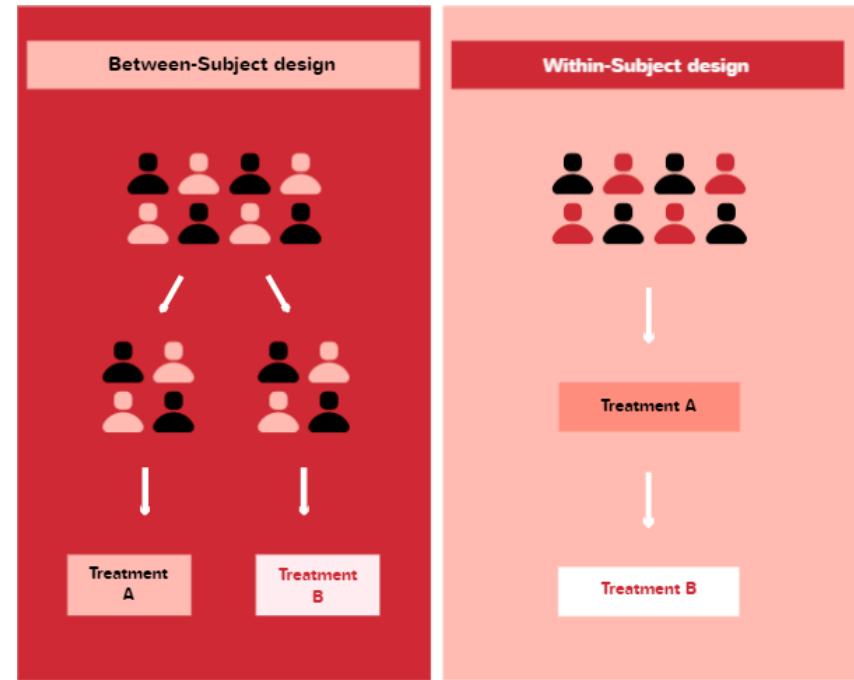 Between-Subject design
Treatment
A
Treatment
B
Within-Subject design
Treatment A
Treatment B